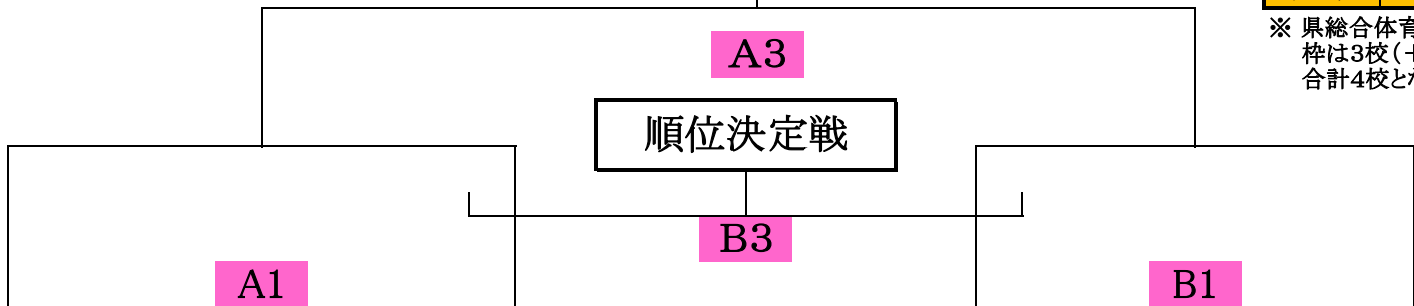 A3
※ 県総合体育
枠は3校(
合計4校と
順位決定戦
B3
A1
B1